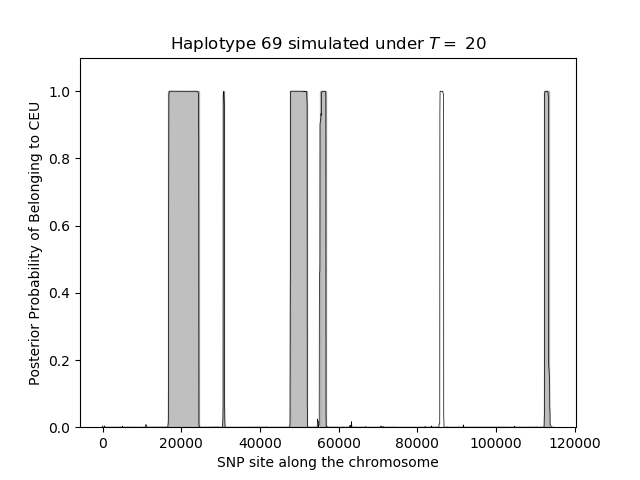 Haplotype 69 simulated under T = 20
Posterior Probability of Belonging to CEU
1.0
0.8
0.6
0.4
0.2
0.0
0 20000 40000 60000 80000 100000 120000
SNP site along the chromosome